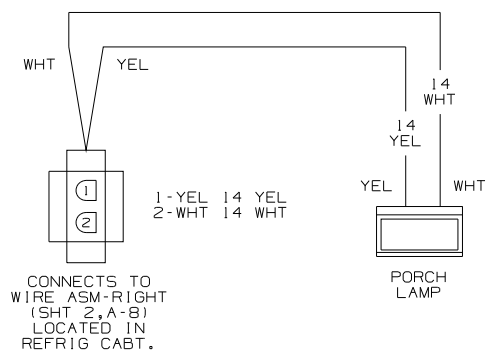 WHT
YEL
14
WHT
14
YEL
YEL
WHT
1
2
1-YEL 14 YEL
2-WHT 14 WHT
PORCH
LAMP
CONNECTS TO
WIRE ASM-RIGHT
(SHT 2,A-8)
LOCATED IN
REFRIG CABT.